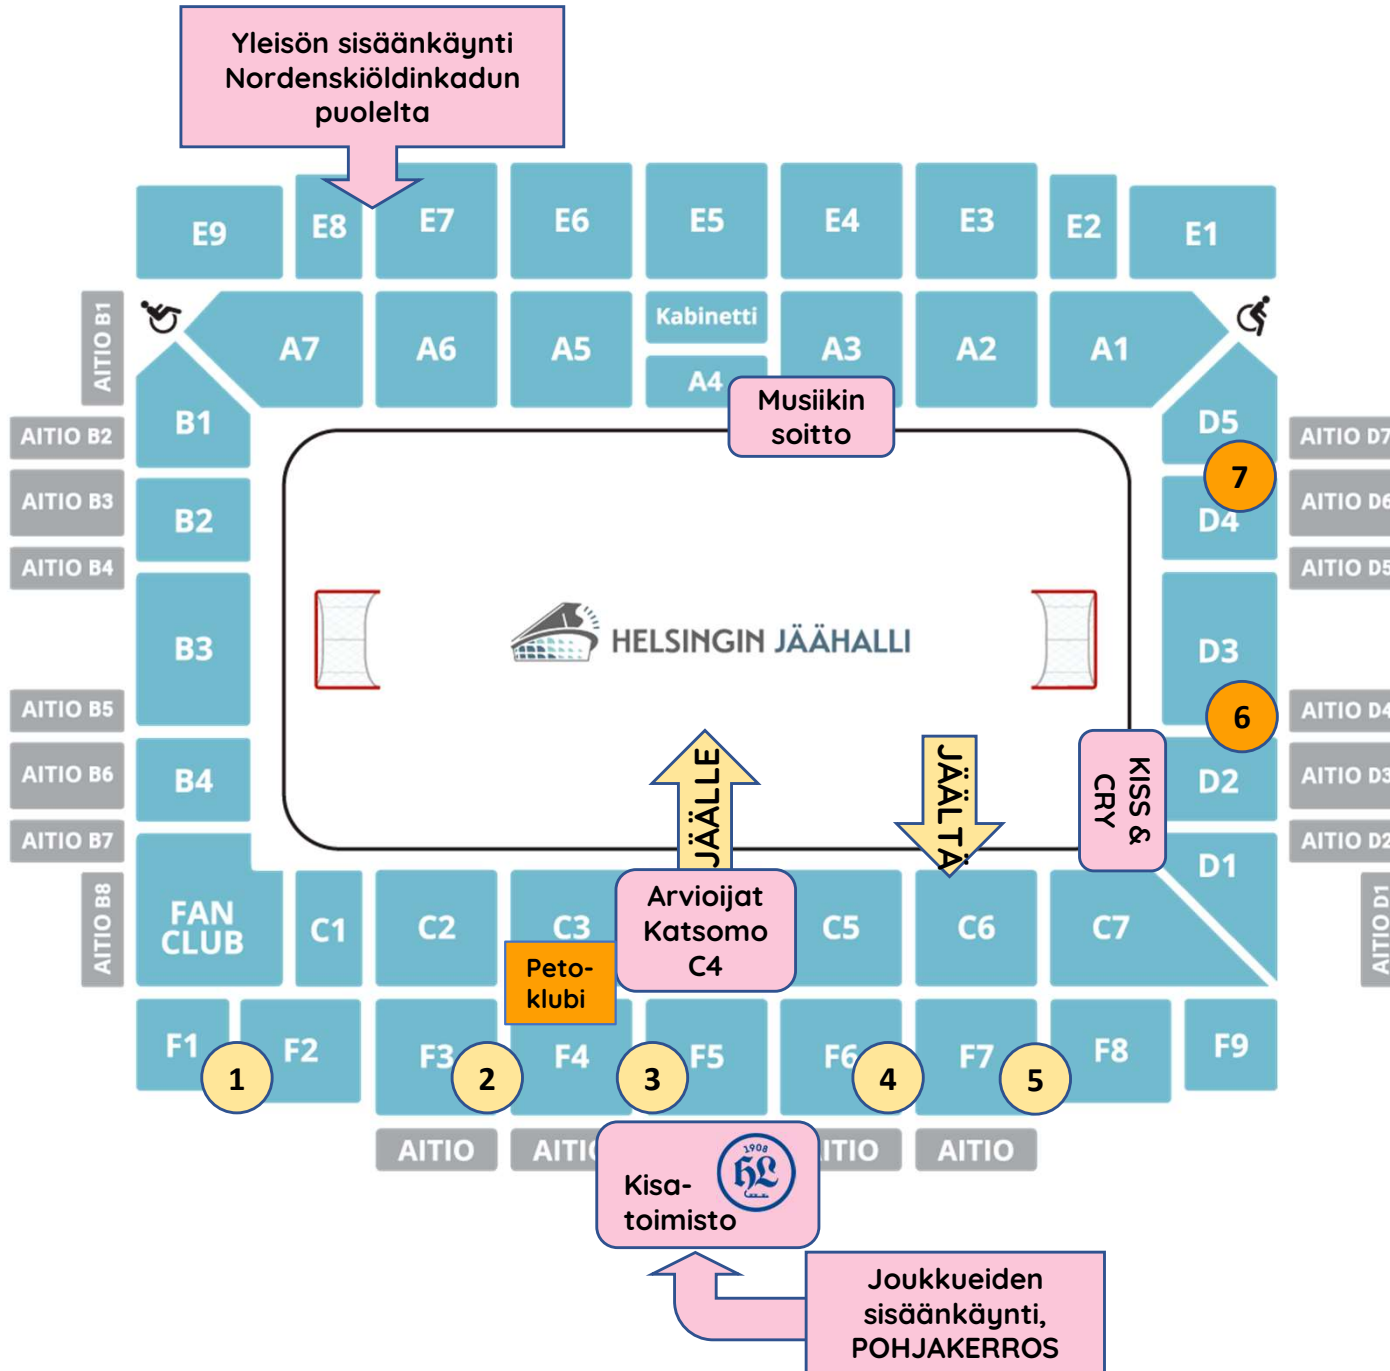 Yleisön sisäänkäynti
Nordenskiöldinkadun
puolelta
E9
E8
E7
E6
E5
E4
E3
E2
E1
AITIO B1
A7
A6
A5
Kabinetti
A4
A3
A2
A1
Musiikin
soitto
AITIO B2
AITIO B3
AITIO B4
AITIO B5
AITIO B6
AITIO B7
AITIO B8
B1
B2
B3
B4
FAN
CLUB
HELSINGIN JÄÄHALLI
D5
7
D4
D3
6
D2
D1
AITIO D7
AITIO D6
AITIO D5
AITIO D4
AITIO D3
AITIO D2
AITIO D1
JÄÄLLE
JÄÄLTÄ
KISS &
CRY
C1
C2
C3
Arvioijat
Katsomo
C4
C5
C6
C7
Peto-
klubi
F1
1
F2
F3
2
F4
3
F5
F6
4
F7
5
F8
F9
AITIO
AITIO
AITIO
AITIO
1908
HL
Kisa-
toimisto
Joukkueiden
sisäänkäynti,
POHJAKERROS